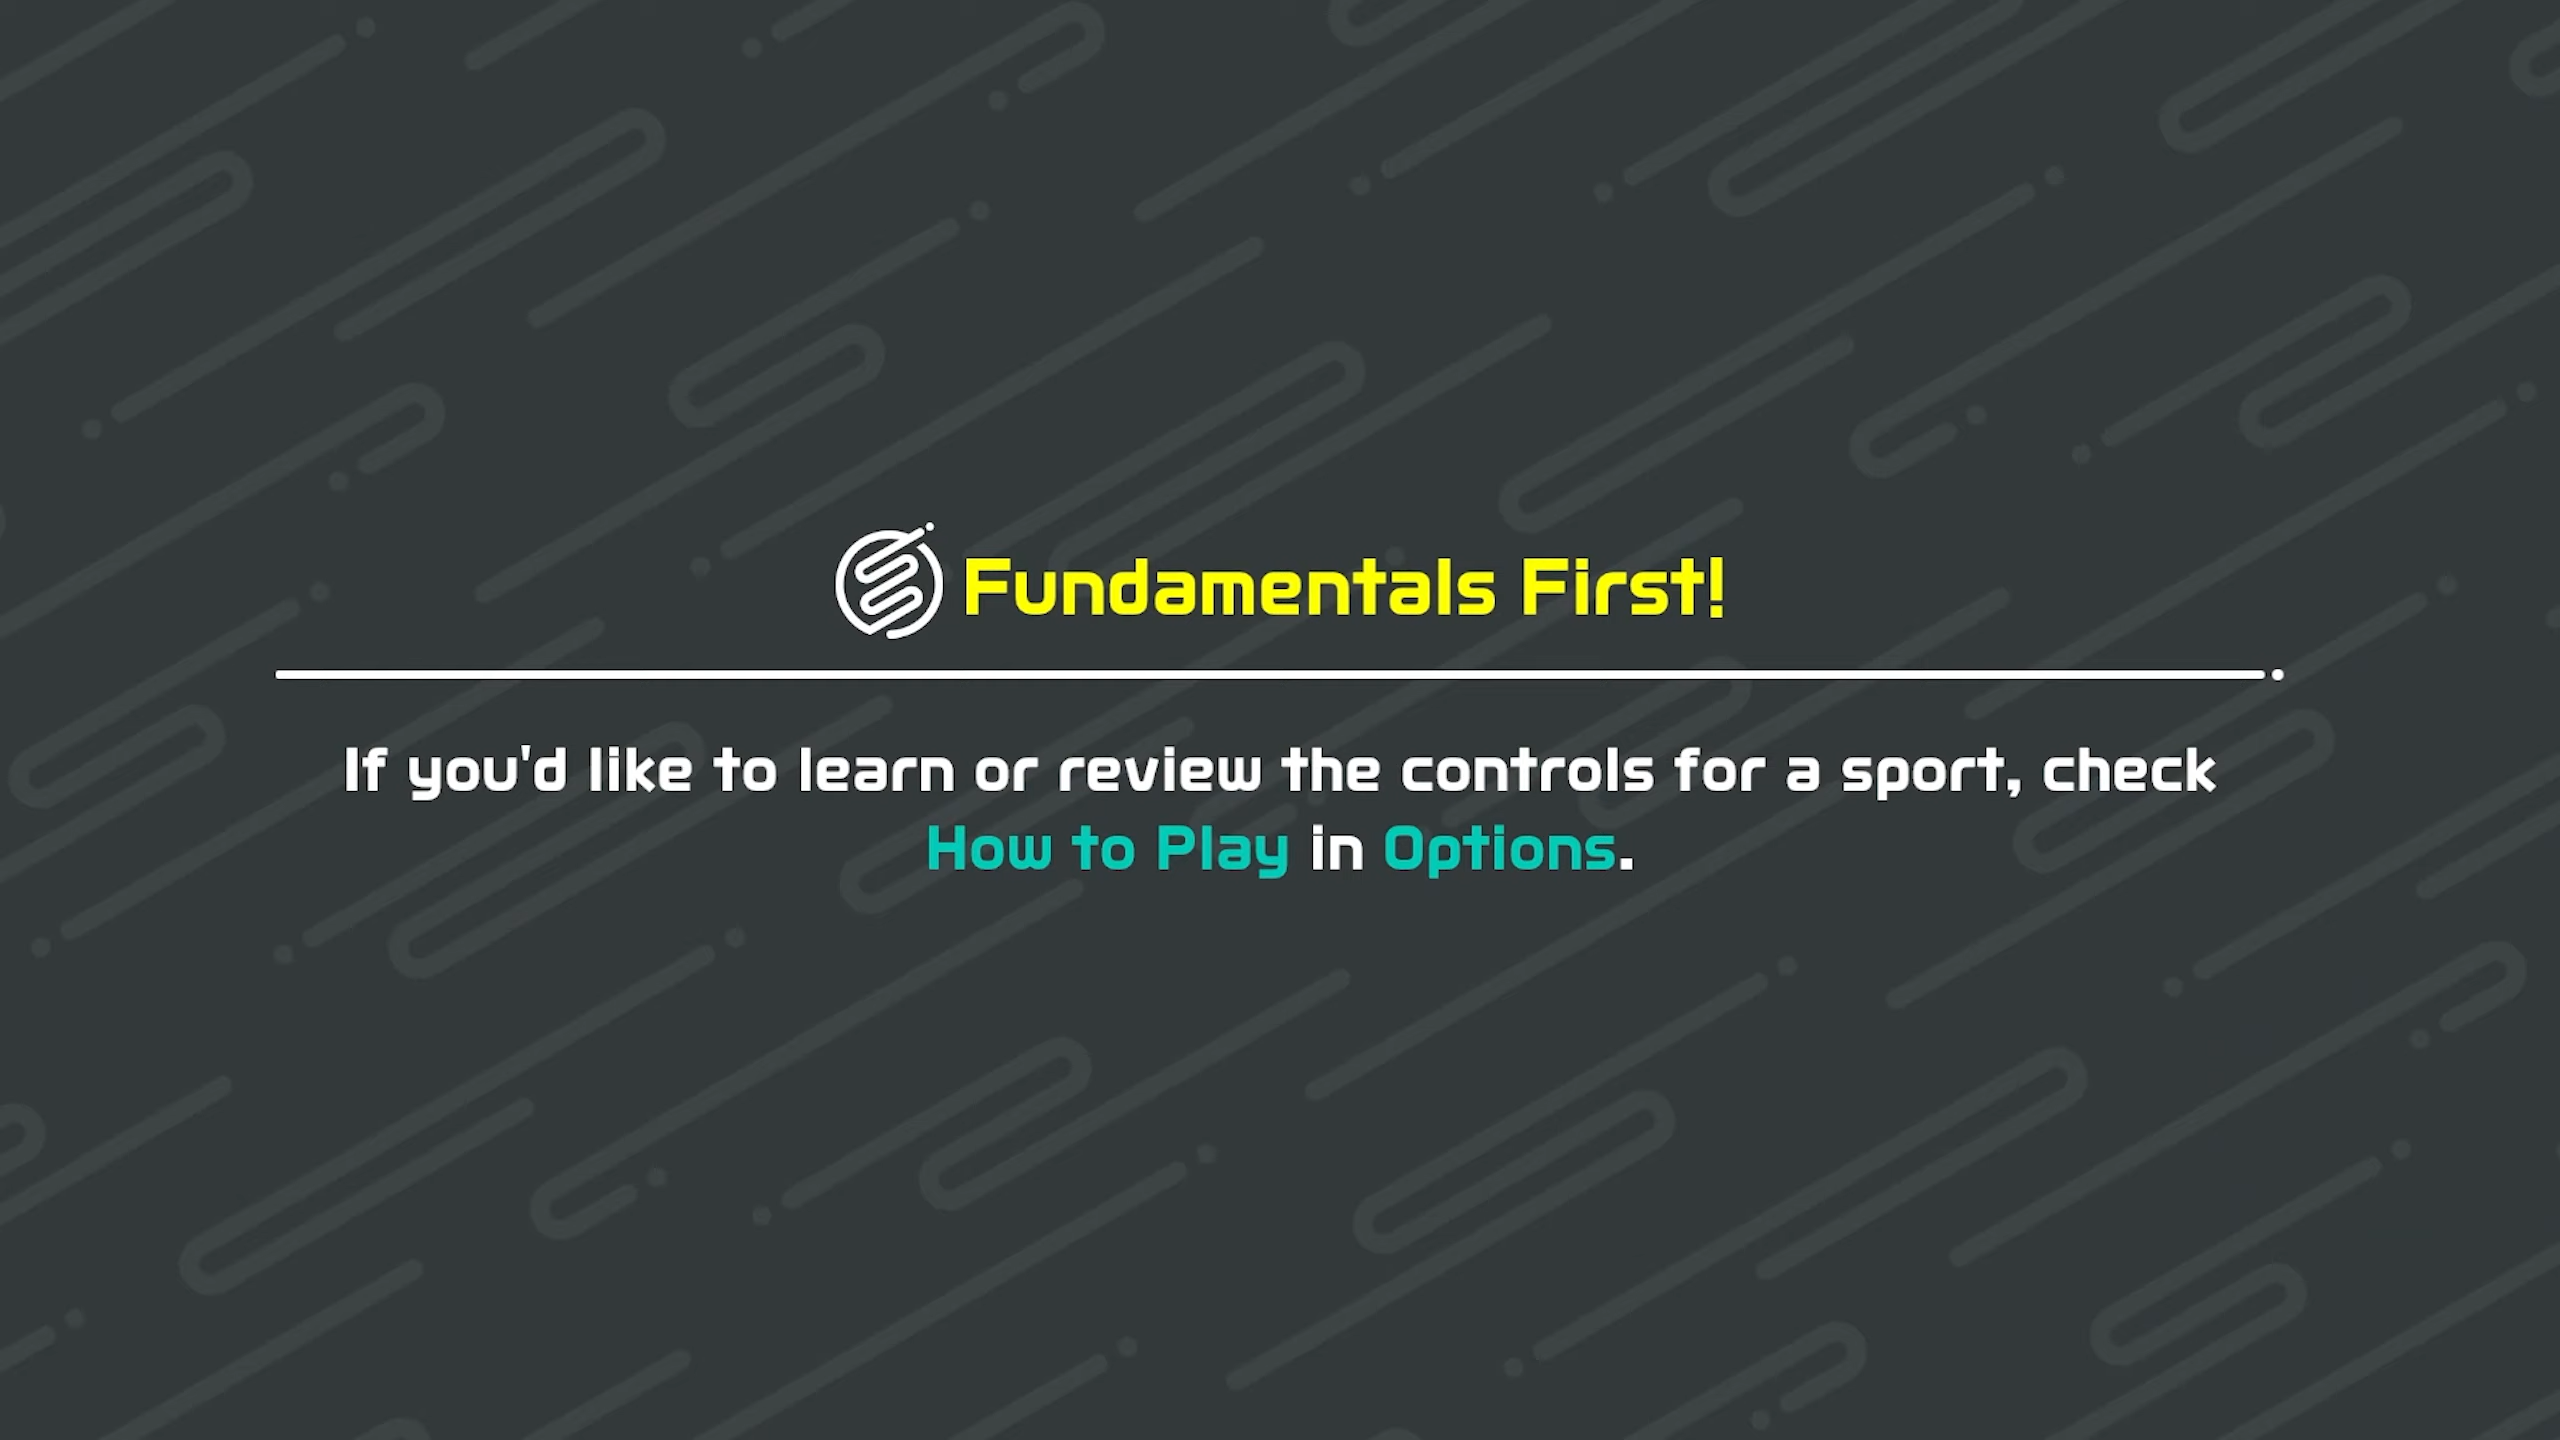 Fundamentals First!
If you'd like to learn or review the controls for a sport, check
How to Play in Options.